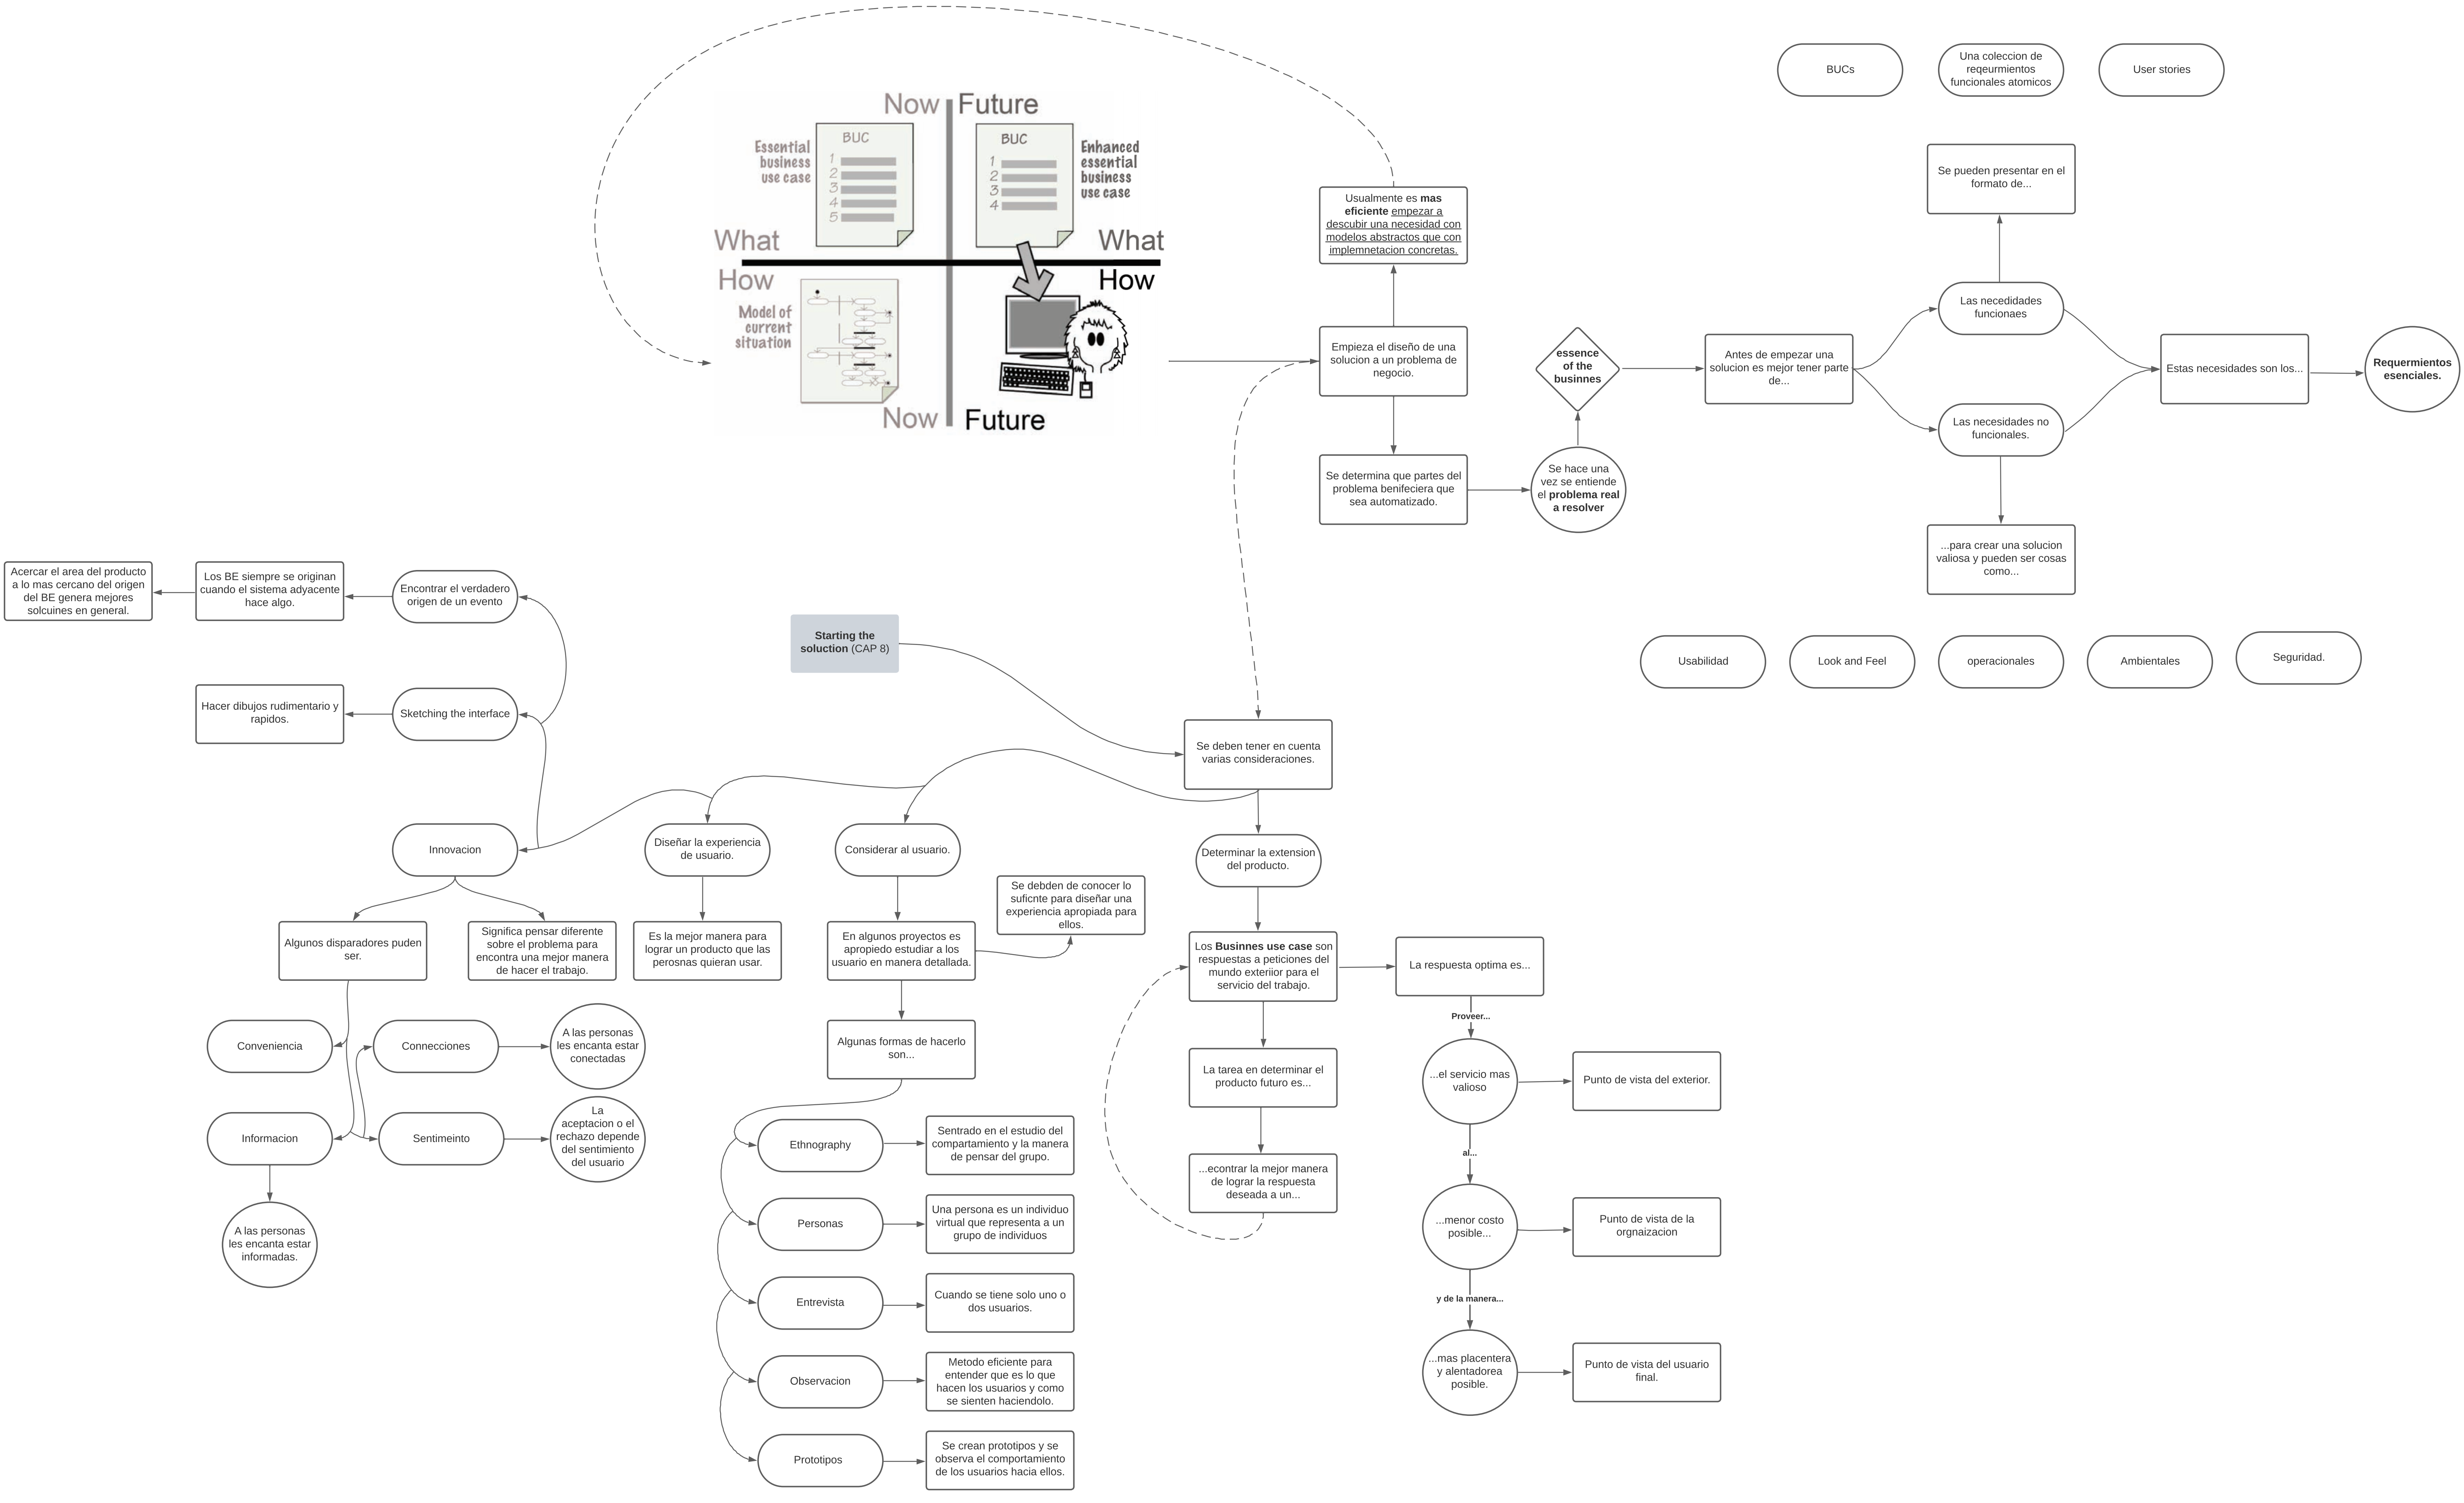 Now
Future
BUC
1
2
3
4
5
Essential
business
use case
BUC
1
2
3
4
Enhanced
essential
business
use case
What
What
How
How
Model of
current
situation
Now
Future
BUCs
Una coleccion de
reqeurmientos
funcionales atomicos
User stories
Se pueden presentar en el
formato de...
Usualmente es mas
eficiente empezar a
descubir una necesidad con
modelos abstractos que con
implemnetacion concretas.
Empieza el diseño de una
solucion a un problema de
negocio.
Se determina que partes del
problema benifeciera que
sea automatizado.
Se hace una
vez se entiende
el problema real
a resolver
essence
of the
businnes
Antes de empezar una
solucion es mejor tener parte
de...
Las necedidades
funcionaes
Las necesidades no
funcionales.
Estas necesidades son los...
Requermientos
esenciales.
...para crear una solucion
valiosa y pueden ser cosas
como...
Usabilidad
Look and Feel
operacionales
Ambientales
Seguridad.
Acercar el area del producto
a lo mas cercano del origen
del BE genera mejores
solcuines en general.
Los BE siempre se originan
cuando el sistema adyacente
hace algo.
Encontrar el verdadero
origen de un evento
Hacer dibujos rudimentario y
rapidos.
Sketching the interface
Starting the
soluction (CAP 8)
Se deben tener en cuenta
varias consideraciones.
Innovacion
Diseñar la experiencia
de usuario.
Considerar al usuario.
Determinar la extension
del producto.
Algunos disparadores puden
ser.
Significa pensar diferente
sobre el problema para
encontra una mejor manera
de hacer el trabajo.
Es la mejor manera para
lograr un producto que las
perosnas quieran usar.
En algunos proyectos es
apropiedo estudiar a los
usuario en manera detallada.
Se debden de conocer lo
suficnte para diseñar una
experiencia apropiada para
ellos.
Los Businnes use case son
respuestas a peticiones del
mundo exteriior para el
servicio del trabajo.
La respuesta optima es...
Conveniencia
Connecciones
A las personas
les encanta estar
conectadas
Informacion
Sentimeinto
La
aceptacion o el
rechazo depende
del sentimiento
del usuario
A las personas
les encanta estar
informadas.
Algunas formas de hacerlo
son...
Ethnography
Sentrado en el estudio del
compartamiento y la manera
de pensar del grupo.
Personas
Una persona es un individuo
virtual que representa a un
grupo de individuos
Entrevista
Cuando se tiene solo uno o
dos usuarios.
Observacion
Metodo eficiente para
entender que es lo que
hacen los usuarios y como
se sienten haciendolo.
Prototipos
Se crean prototipos y se
observa el comportamiento
de los usuarios hacia ellos.
La tarea en determinar el
producto futuro es...
...econtrar la mejor manera
de lograr la respuesta
deseada a un...
Proveer...
...el servicio mas
valioso
Punto de vista del exterior.
al...
...menor costo
posible...
Punto de vista de la
orgnaizacion
y de la manera...
...mas placentera
y alentadorea
posible.
Punto de vista del usuario
final.